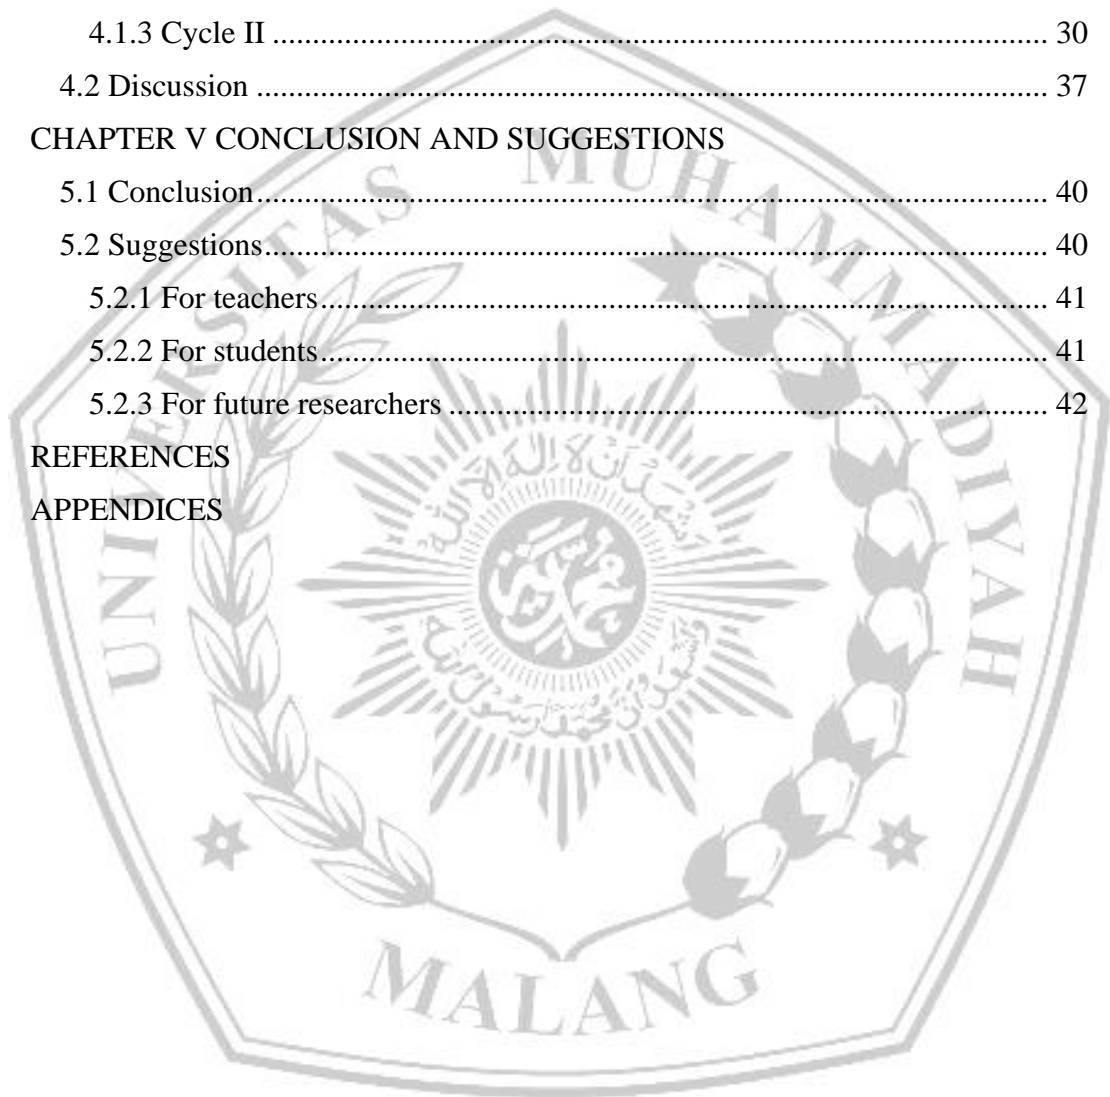 4.1.3 Cycle II ................................................................................................ 30
4.2 Discussion .................................................................................................. 37
CHAPTER V CONCLUSION AND SUGGESTIONS
5.1 Conclusion .................................................................................................. 40
5.2 Suggestions ................................................................................................. 40
5.2.1 For teachers .......................................................................................... 41
5.2.2 For students .......................................................................................... 41
5.2.3 For future researchers .......................................................................... 42
REFERENCES
APPENDICES
UNIVERSITAS MUHAMMADIYAH
MALANG